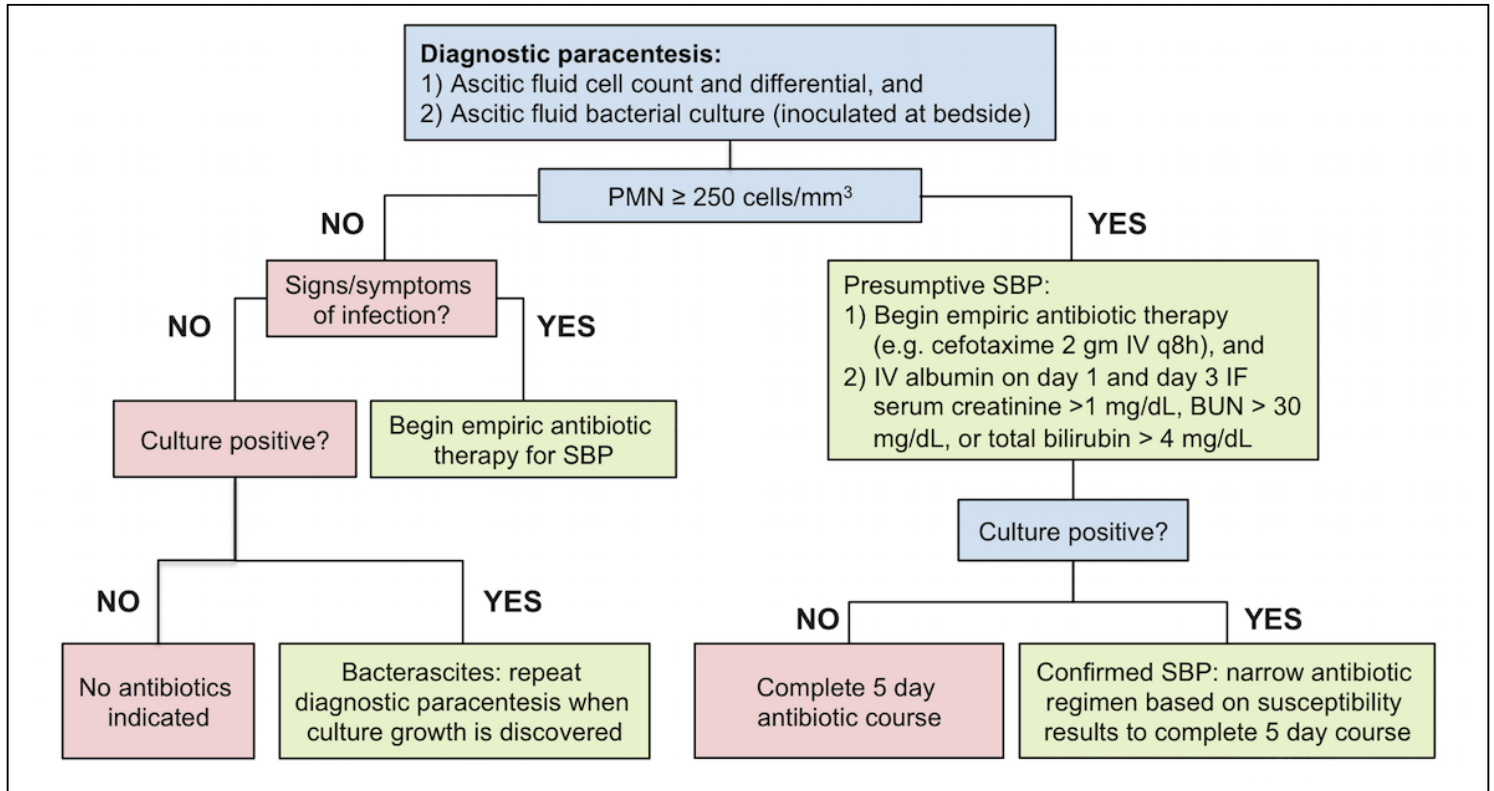 Diagnostic paracentesis:
1) Ascitic fluid cell count and differential, and
2) Ascitic fluid bacterial culture (inoculated at bedside)
PMN ≥ 250 cells/mm³
NO
YES
Signs/symptoms
of infection?
NO
YES
Presumptive SBP:
1) Begin empiric antibiotic therapy
(e.g. cefotaxime 2 gm IV q8h), and
2) IV albumin on day 1 and day 3 IF
serum creatinine >1 mg/dL, BUN > 30
mg/dL, or total bilirubin > 4 mg/dL
Culture positive?
Begin empiric antibiotic
therapy for SBP
Culture positive?
NO
YES
NO
YES
No antibiotics
indicated
Bacterascites: repeat
diagnostic paracentesis when
culture growth is discovered
Complete 5 day
antibiotic course
Confirmed SBP: narrow antibiotic
regimen based on susceptibility
results to complete 5 day course